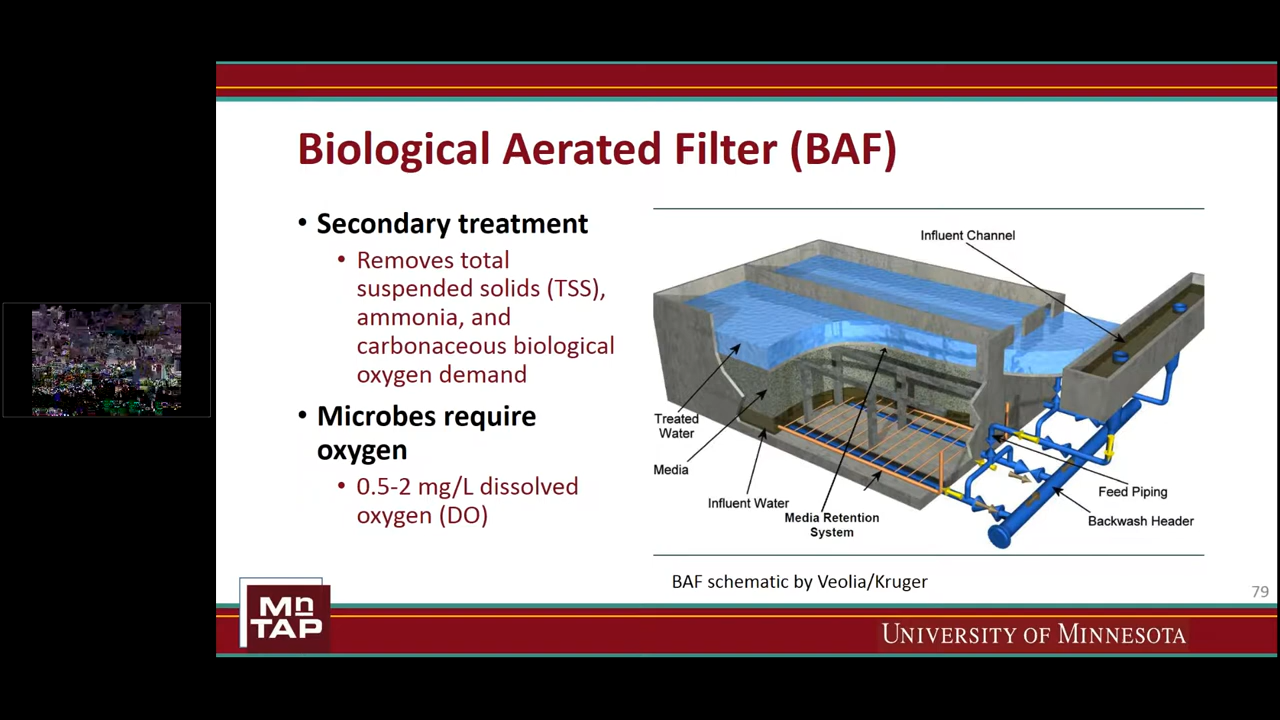 Biological Aerated Filter (BAF)
• Secondary treatment
• Removes total
suspended solids (TSS),
ammonia, and
carbonaceous biological
oxygen demand
• Microbes require
oxygen
• 0.5-2 mg/L dissolved
oxygen (DO)
Influent Channel
Treated
Water
Media
Influent Water
Media Retention
System
Feed Piping
Backwash Header
BAF schematic by Veolia/Kruger
79
Mn
TAP
UNIVERSITY OF MINNESOTA